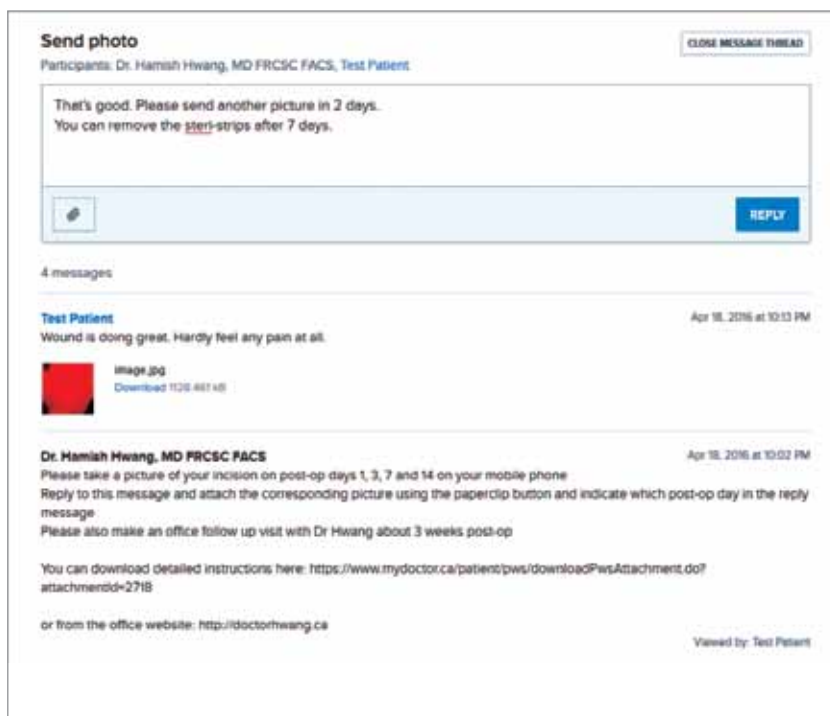 Send photo
CLOSE MESSAGE THREAD
Participants: Dr. Hamish Hwang, MD FRCSC FACS, Test Patient
That's good. Please send another picture in 2 days.
You can remove the steri-strips after 7 days.
REPLY
4 messages
Test Patient
Apr 18, 2016 at 10:13 PM
Wound is doing great. Hardly feel any pain at all.
image.jpg
Download 1128.461 kB
Dr. Hamish Hwang, MD FRCSC FACS
Apr 18, 2016 at 10:02 PM
Please take a picture of your incision on post-op days 1, 3, 7 and 14 on your mobile phone
Reply to this message and attach the corresponding picture using the paperclip button and indicate which post-op day in the reply
message
Please also make an office follow up visit with Dr Hwang about 3 weeks post-op
You can download detailed instructions here: https://www.mydoctor.ca/patient/pws/downloadPwsAttachment.do?
attachmentId=2718
or from the office website: http://doctorhwang.ca
Viewed by: Test Patient